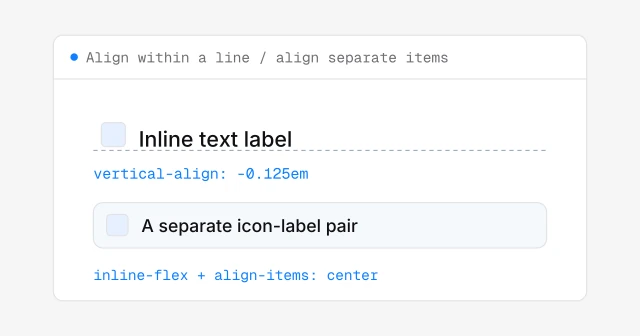 Align within a line / align separate items
Inline text label
vertical-align: -0.125em
A separate icon-label pair
inline-flex + align-items: center